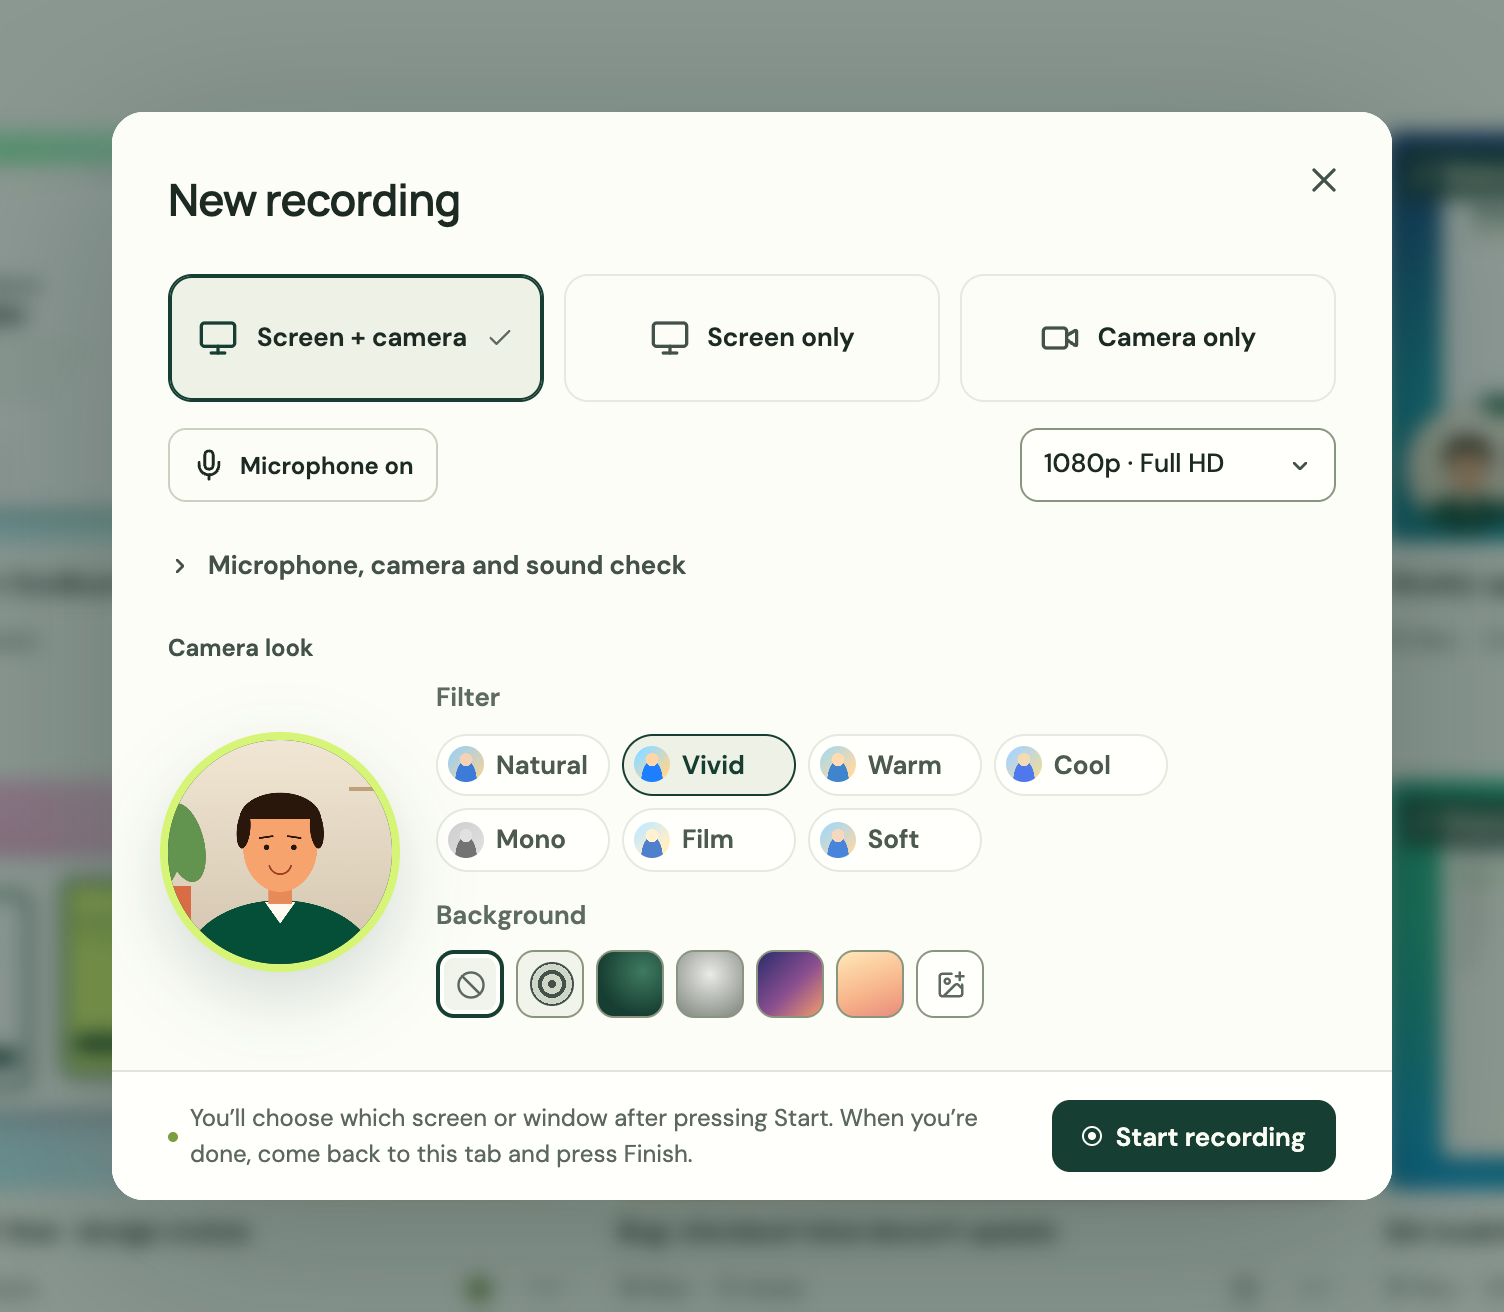 New recording
Screen + camera
Screen only
Camera only
Microphone on
1080p · Full HD
Microphone, camera and sound check
Camera look
Filter
Natural
Vivid
Warm
Cool
Mono
Film
Soft
Background
You’ll choose which screen or window after pressing Start. When you’re
done, come back to this tab and press Finish.
Start recording